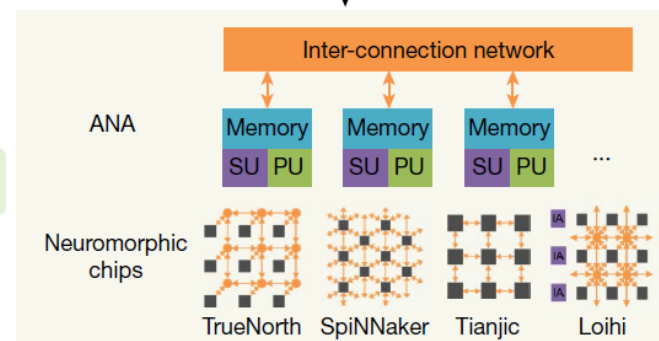 Inter-connection network
ANA
Memory Memory Memory
SU PU SU PU SU PU ...
Neuromorphic
chips
IA
IA
IA
TrueNorth SpiNNaker Tianjic Loihi